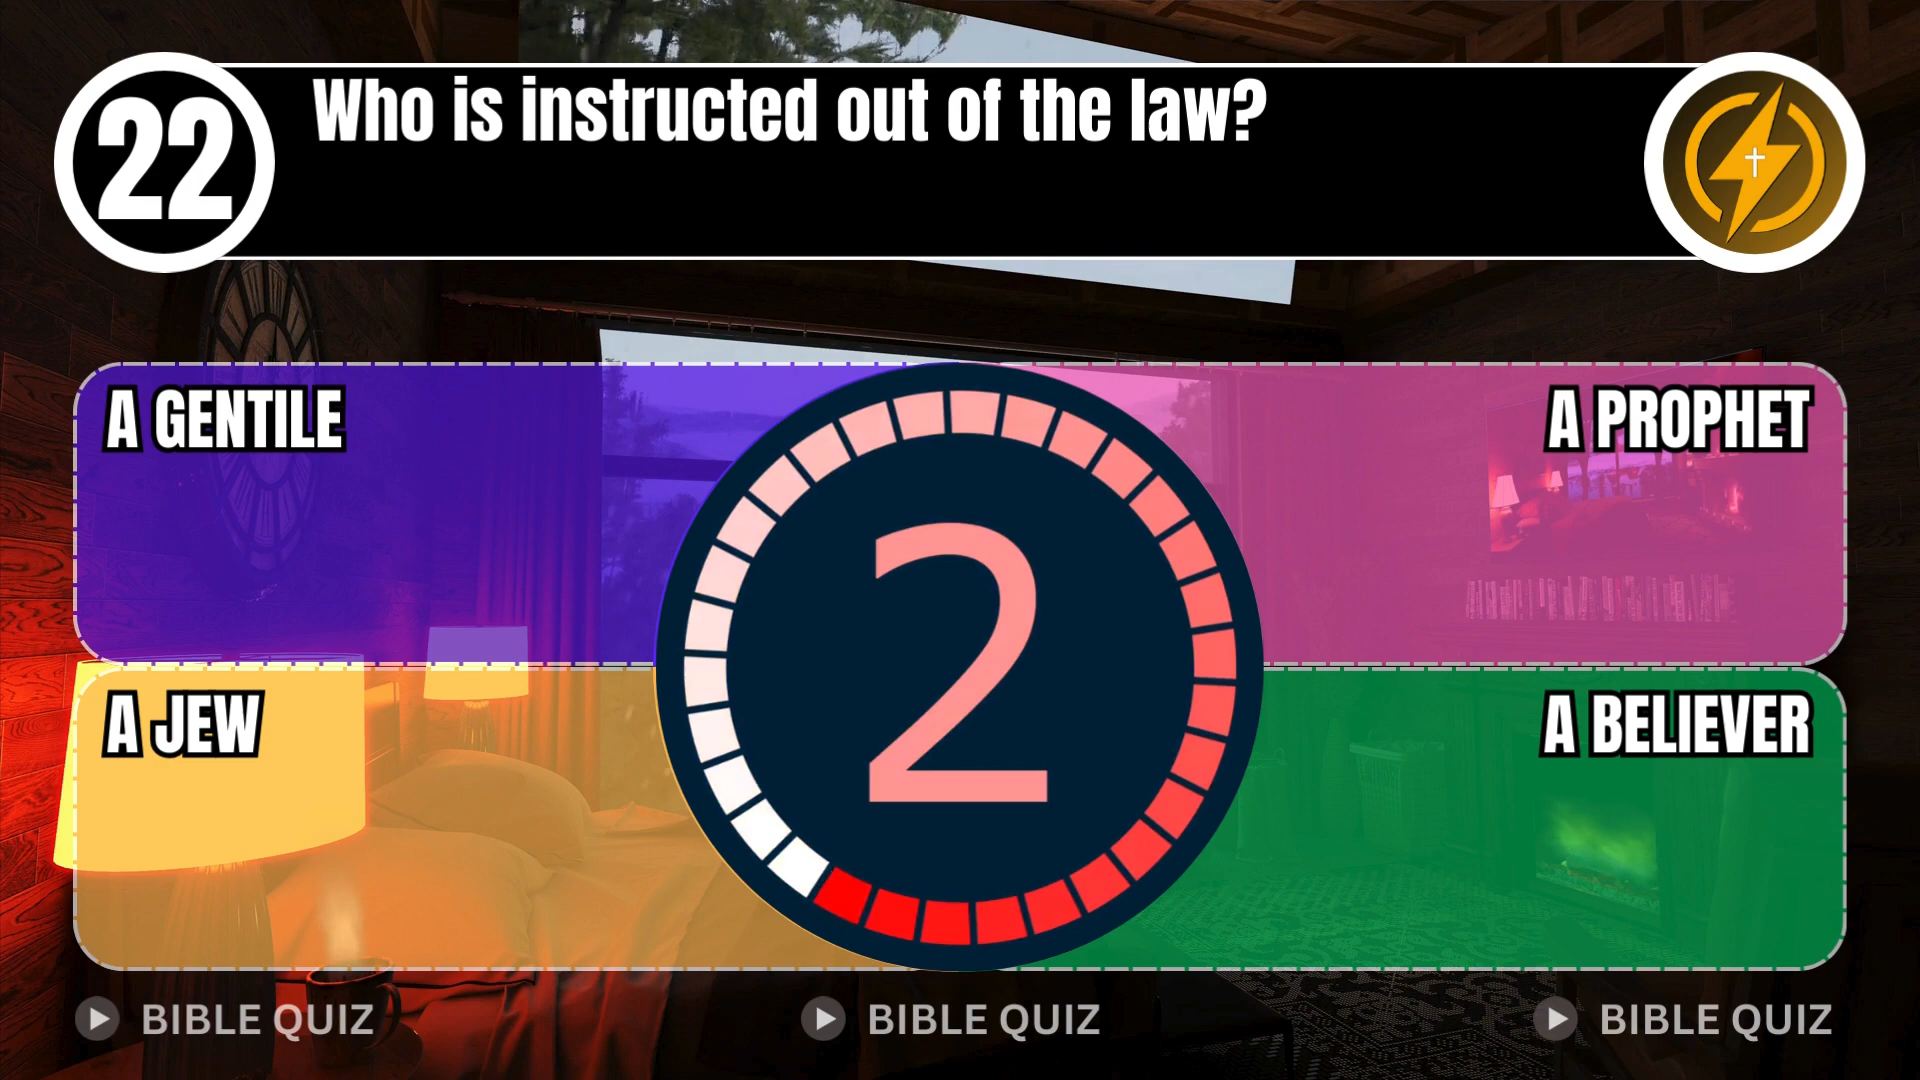 22
Who is instructed out of the law?
A GENTILE
A PROPHET
2
A JEW
A BELIEVER
BIBLE QUIZ
BIBLE QUIZ
BIBLE QUIZ